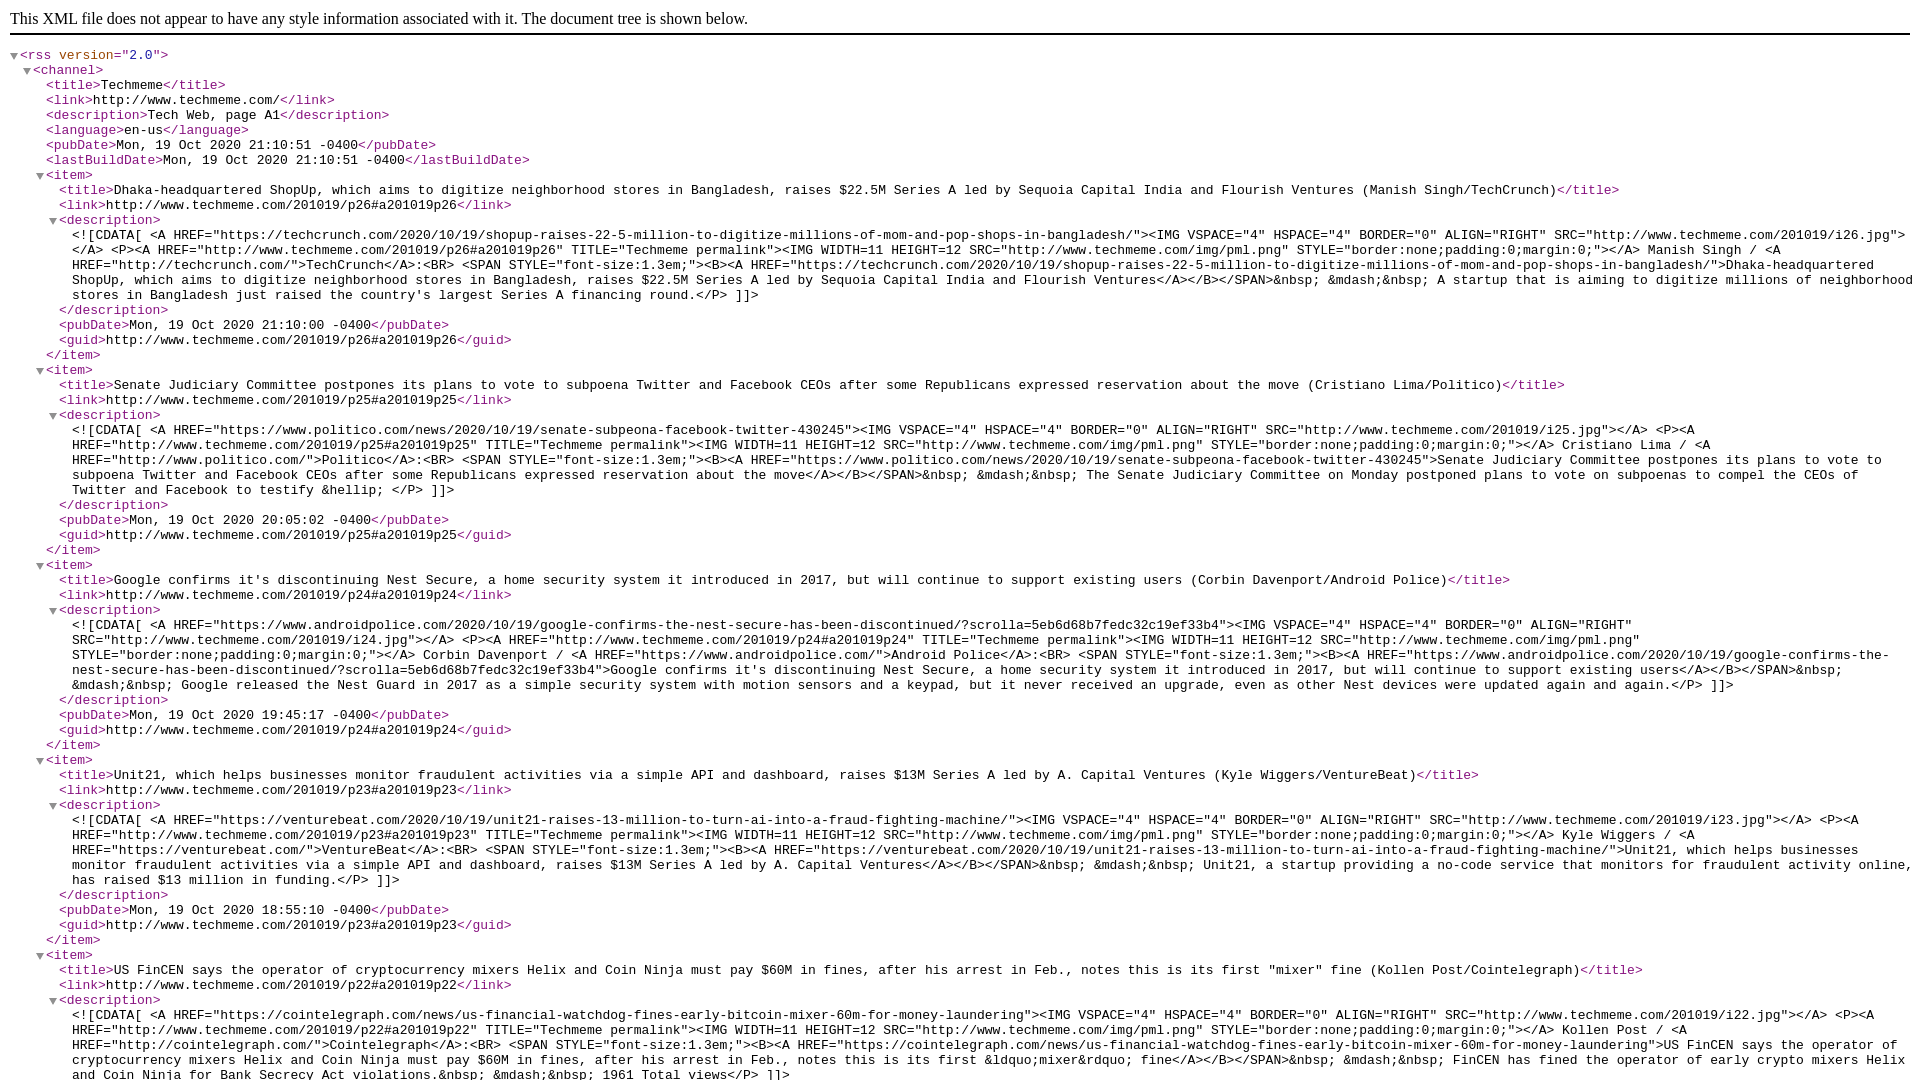 This XML file does not appear to have any style information associated with it. The document tree is shown below.
<rss version="2.0">
<channel>
<title>Techmeme</title>
<link>http://www.techmeme.com/</link>
<description>Tech Web, page A1</description>
<language>en-us</language>
<pubDate>Mon, 19 Oct 2020 21:10:51 -0400</pubDate>
<lastBuildDate>Mon, 19 Oct 2020 21:10:51 -0400</lastBuildDate>
<item>
<title>Dhaka-headquartered ShopUp, which aims to digitize neighborhood stores in Bangladesh, raises $22.5M Series A led by Sequoia Capital India and Flourish Ventures (Manish Singh/TechCrunch)</title>
<link>http://www.techmeme.com/201019/p26#a201019p26</link>
<description>
<![CDATA[ <A HREF="https://techcrunch.com/2020/10/19/shopup-raises-22-5-million-to-digitize-millions-of-mom-and-pop-shops-in-bangladesh/"><IMG VSPACE="4" HSPACE="4" BORDER="0" ALIGN="RIGHT" SRC="http://www.techmeme.com/201019/i26.jpg">
</A> <P><A HREF="http://www.techmeme.com/201019/p26#a201019p26" TITLE="Techmeme permalink"><IMG WIDTH=11 HEIGHT=12 SRC="http://www.techmeme.com/img/pml.png" STYLE="border:none;padding:0;margin:0;"></A> Manish Singh / <A
HREF="http://techcrunch.com/">TechCrunch</A>:<BR> <SPAN STYLE="font-size:1.3em;"><B><A HREF="https://techcrunch.com/2020/10/19/shopup-raises-22-5-million-to-digitize-millions-of-mom-and-pop-shops-in-bangladesh/">Dhaka-headquartered
ShopUp, which aims to digitize neighborhood stores in Bangladesh, raises $22.5M Series A led by Sequoia Capital India and Flourish Ventures</A></B></SPAN>&nbsp; &mdash;&nbsp; A startup that is aiming to digitize millions of neighborhood
stores in Bangladesh just raised the country's largest Series A financing round.</P> ]]>
</description>
<pubDate>Mon, 19 Oct 2020 21:10:00 -0400</pubDate>
<guid>http://www.techmeme.com/201019/p26#a201019p26</guid>
</item>
<item>
<title>Senate Judiciary Committee postpones its plans to vote to subpoena Twitter and Facebook CEOs after some Republicans expressed reservation about the move (Cristiano Lima/Politico)</title>
<link>http://www.techmeme.com/201019/p25#a201019p25</link>
<description>
<![CDATA[ <A HREF="https://www.politico.com/news/2020/10/19/senate-subpeona-facebook-twitter-430245"><IMG VSPACE="4" HSPACE="4" BORDER="0" ALIGN="RIGHT" SRC="http://www.techmeme.com/201019/i25.jpg"></A> <P><A
HREF="http://www.techmeme.com/201019/p25#a201019p25" TITLE="Techmeme permalink"><IMG WIDTH=11 HEIGHT=12 SRC="http://www.techmeme.com/img/pml.png" STYLE="border:none;padding:0;margin:0;"></A> Cristiano Lima / <A
HREF="http://www.politico.com/">Politico</A>:<BR> <SPAN STYLE="font-size:1.3em;"><B><A HREF="https://www.politico.com/news/2020/10/19/senate-subpeona-facebook-twitter-430245">Senate Judiciary Committee postpones its plans to vote to
subpoena Twitter and Facebook CEOs after some Republicans expressed reservation about the move</A></B></SPAN>&nbsp; &mdash;&nbsp; The Senate Judiciary Committee on Monday postponed plans to vote on subpoenas to compel the CEOs of
Twitter and Facebook to testify &hellip; </P> ]]>
</description>
<pubDate>Mon, 19 Oct 2020 20:05:02 -0400</pubDate>
<guid>http://www.techmeme.com/201019/p25#a201019p25</guid>
</item>
<item>
<title>Google confirms it's discontinuing Nest Secure, a home security system it introduced in 2017, but will continue to support existing users (Corbin Davenport/Android Police)</title>
<link>http://www.techmeme.com/201019/p24#a201019p24</link>
<description>
<![CDATA[ <A HREF="https://www.androidpolice.com/2020/10/19/google-confirms-the-nest-secure-has-been-discontinued/?scrolla=5eb6d68b7fedc32c19ef33b4"><IMG VSPACE="4" HSPACE="4" BORDER="0" ALIGN="RIGHT"
SRC="http://www.techmeme.com/201019/i24.jpg"></A> <P><A HREF="http://www.techmeme.com/201019/p24#a201019p24" TITLE="Techmeme permalink"><IMG WIDTH=11 HEIGHT=12 SRC="http://www.techmeme.com/img/pml.png"
STYLE="border:none;padding:0;margin:0;"></A> Corbin Davenport / <A HREF="https://www.androidpolice.com/">Android Police</A>:<BR> <SPAN STYLE="font-size:1.3em;"><B><A HREF="https://www.androidpolice.com/2020/10/19/google-confirms-the-
nest-secure-has-been-discontinued/?scrolla=5eb6d68b7fedc32c19ef33b4">Google confirms it's discontinuing Nest Secure, a home security system it introduced in 2017, but will continue to support existing users</A></B></SPAN>&nbsp;
&mdash;&nbsp; Google released the Nest Guard in 2017 as a simple security system with motion sensors and a keypad, but it never received an upgrade, even as other Nest devices were updated again and again.</P> ]]>
</description>
<pubDate>Mon, 19 Oct 2020 19:45:17 -0400</pubDate>
<guid>http://www.techmeme.com/201019/p24#a201019p24</guid>
</item>
<item>
<title>Unit21, which helps businesses monitor fraudulent activities via a simple API and dashboard, raises $13M Series A led by A. Capital Ventures (Kyle Wiggers/VentureBeat)</title>
<link>http://www.techmeme.com/201019/p23#a201019p23</link>
<description>
<![CDATA[ <A HREF="https://venturebeat.com/2020/10/19/unit21-raises-13-million-to-turn-ai-into-a-fraud-fighting-machine/"><IMG VSPACE="4" HSPACE="4" BORDER="0" ALIGN="RIGHT" SRC="http://www.techmeme.com/201019/i23.jpg"></A> <P><A
HREF="http://www.techmeme.com/201019/p23#a201019p23" TITLE="Techmeme permalink"><IMG WIDTH=11 HEIGHT=12 SRC="http://www.techmeme.com/img/pml.png" STYLE="border:none;padding:0;margin:0;"></A> Kyle Wiggers / <A
HREF="https://venturebeat.com/">VentureBeat</A>:<BR> <SPAN STYLE="font-size:1.3em;"><B><A HREF="https://venturebeat.com/2020/10/19/unit21-raises-13-million-to-turn-ai-into-a-fraud-fighting-machine/">Unit21, which helps businesses
monitor fraudulent activities via a simple API and dashboard, raises $13M Series A led by A. Capital Ventures</A></B></SPAN>&nbsp; &mdash;&nbsp; Unit21, a startup providing a no-code service that monitors for fraudulent activity online,
has raised $13 million in funding.</P> ]]>
</description>
<pubDate>Mon, 19 Oct 2020 18:55:10 -0400</pubDate>
<guid>http://www.techmeme.com/201019/p23#a201019p23</guid>
</item>
<item>
<title>US FinCEN says the operator of cryptocurrency mixers Helix and Coin Ninja must pay $60M in fines, after his arrest in Feb., notes this is its first "mixer" fine (Kollen Post/Cointelegraph)</title>
<link>http://www.techmeme.com/201019/p22#a201019p22</link>
<description>
<![CDATA[ <A HREF="https://cointelegraph.com/news/us-financial-watchdog-fines-early-bitcoin-mixer-60m-for-money-laundering"><IMG VSPACE="4" HSPACE="4" BORDER="0" ALIGN="RIGHT" SRC="http://www.techmeme.com/201019/i22.jpg"></A> <P><A
HREF="http://www.techmeme.com/201019/p22#a201019p22" TITLE="Techmeme permalink"><IMG WIDTH=11 HEIGHT=12 SRC="http://www.techmeme.com/img/pml.png" STYLE="border:none;padding:0;margin:0;"></A> Kollen Post / <A
HREF="http://cointelegraph.com/">Cointelegraph</A>:<BR> <SPAN STYLE="font-size:1.3em;"><B><A HREF="https://cointelegraph.com/news/us-financial-watchdog-fines-early-bitcoin-mixer-60m-for-money-laundering">US FinCEN says the operator of
cryptocurrency mixers Helix and Coin Ninja must pay $60M in fines, after his arrest in Feb., notes this is its first &ldquo;mixer&rdquo; fine</A></B></SPAN>&nbsp; &mdash;&nbsp; FinCEN has fined the operator of early crypto mixers Helix
and Coin Ninja for Bank Secrecy Act violations.&nbsp; &mdash;&nbsp; 1961 Total views</P> ]]>